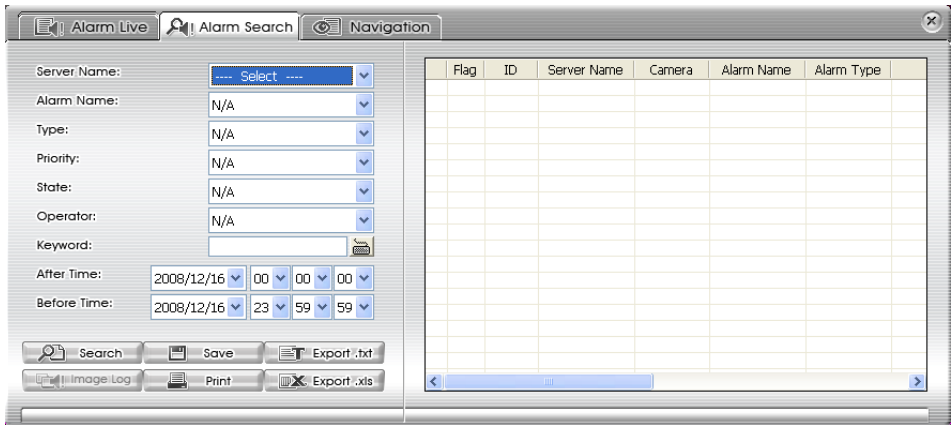 Alarm Live Alarm Search Navigation
Server Name: ---- Select ----
Alarm Name: N/A
Type: N/A
Priority: N/A
State: N/A
Operator: N/A
Keyword:
After Time: 2008/12/16 00 00 00
Before Time: 2008/12/16 23 59 59
Search Save Export .txt
Image Log Print Export .xls
Flag ID Server Name Camera Alarm Name Alarm Type